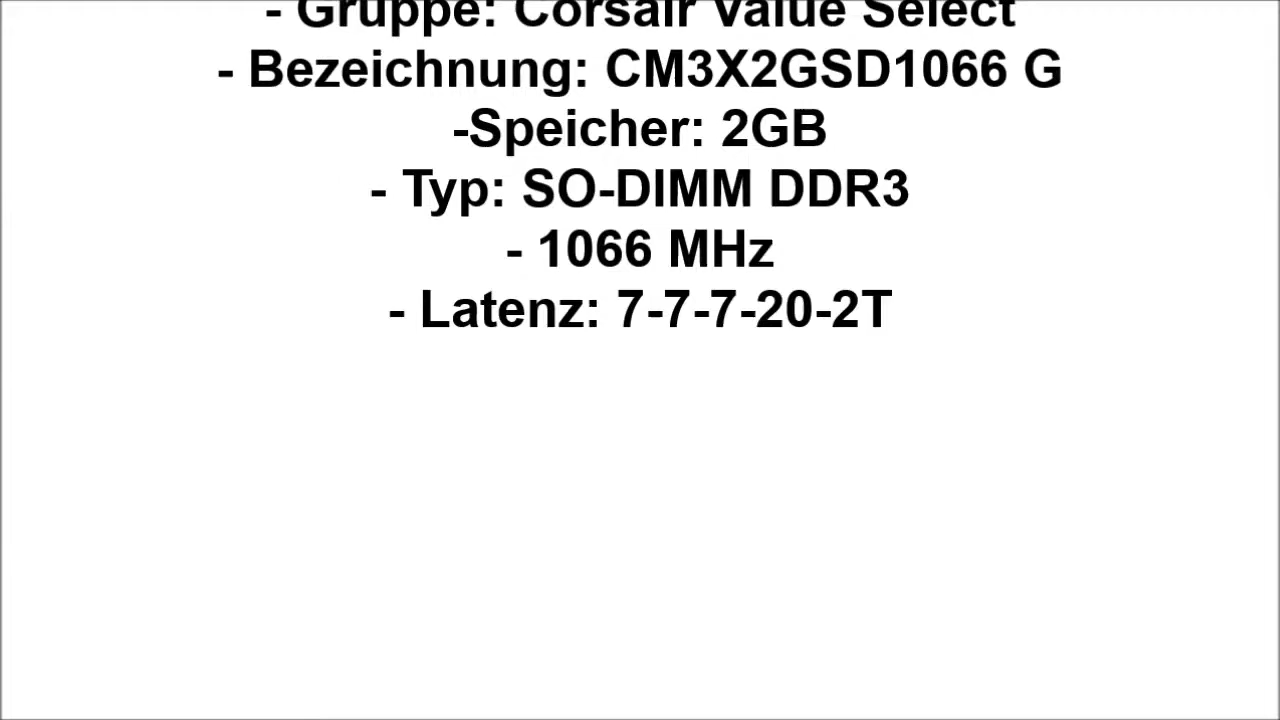 - Gruppe: Corsair Value Select
- Bezeichnung: CM3X2GSD1066 G
-Speicher: 2GB
- Typ: SO-DIMM DDR3
- 1066 MHz
- Latenz: 7-7-7-20-2T